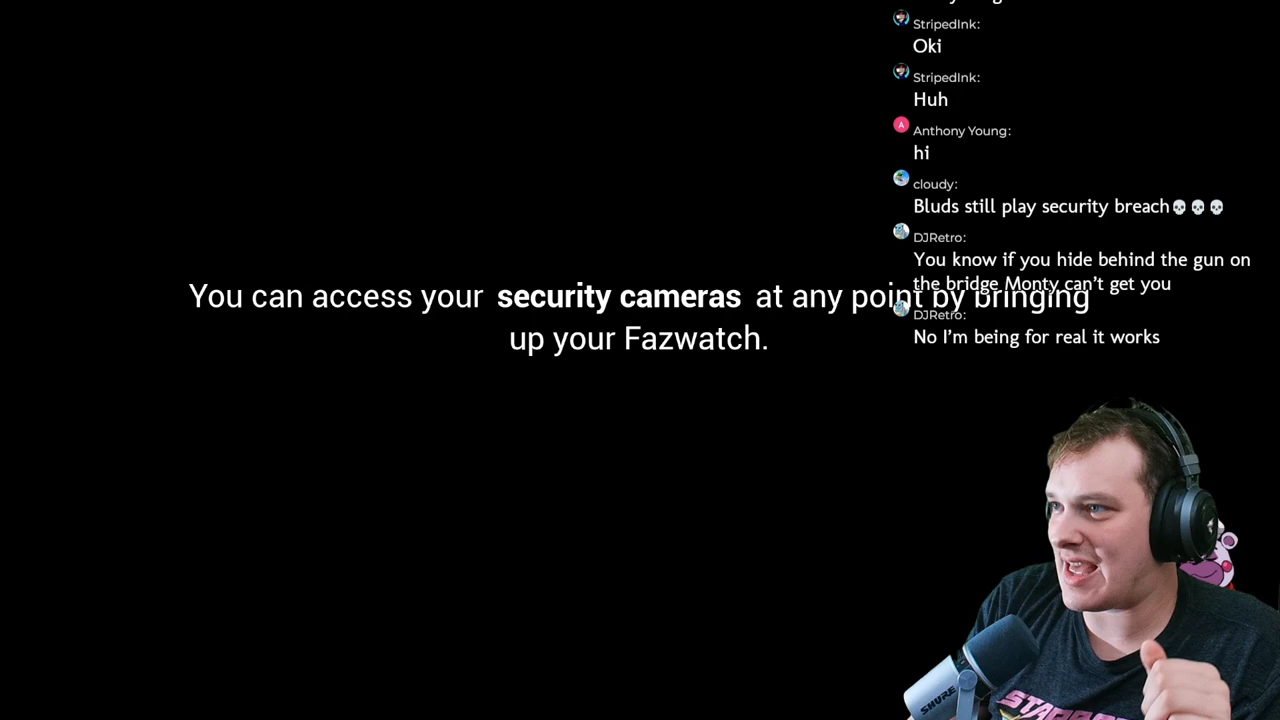 StripedInk:
Oki
StripedInk:
Huh
A
Anthony Young:
hi
cloudy:
Bluds still play security breach💀💀💀
DJRetro:
You know if you hide behind the gun on
the bridge Monty can’t get you
DJRetro:
No I’m being for real it works
You can access your security cameras at any point by bringing
up your Fazwatch.
SHURE